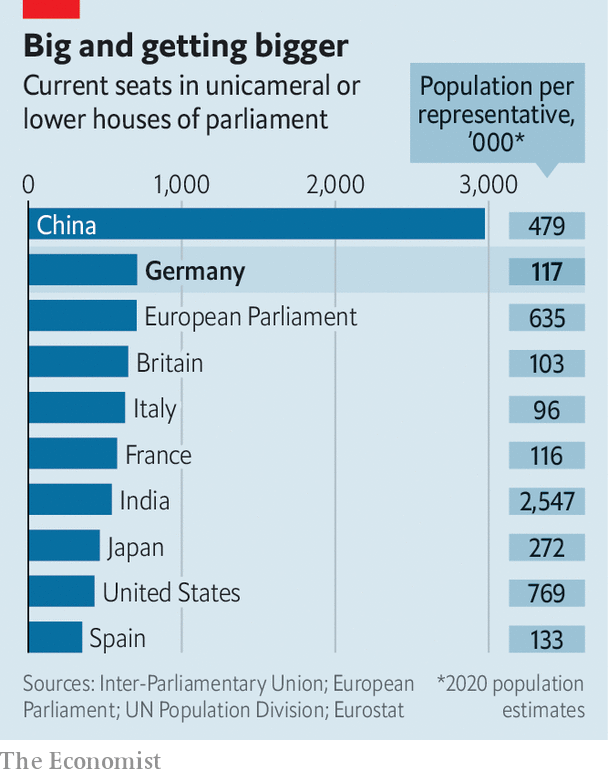 Big and getting bigger
Current seats in unicameral or
lower houses of parliament
Population per
representative,
’000*
0 1,000 2,000 3,000
China 479
Germany 117
European Parliament 635
Britain 103
Italy 96
France 116
India 2,547
Japan 272
United States 769
Spain 133
Sources: Inter-Parliamentary Union; European
Parliament; UN Population Division; Eurostat
*2020 population
estimates
The Economist